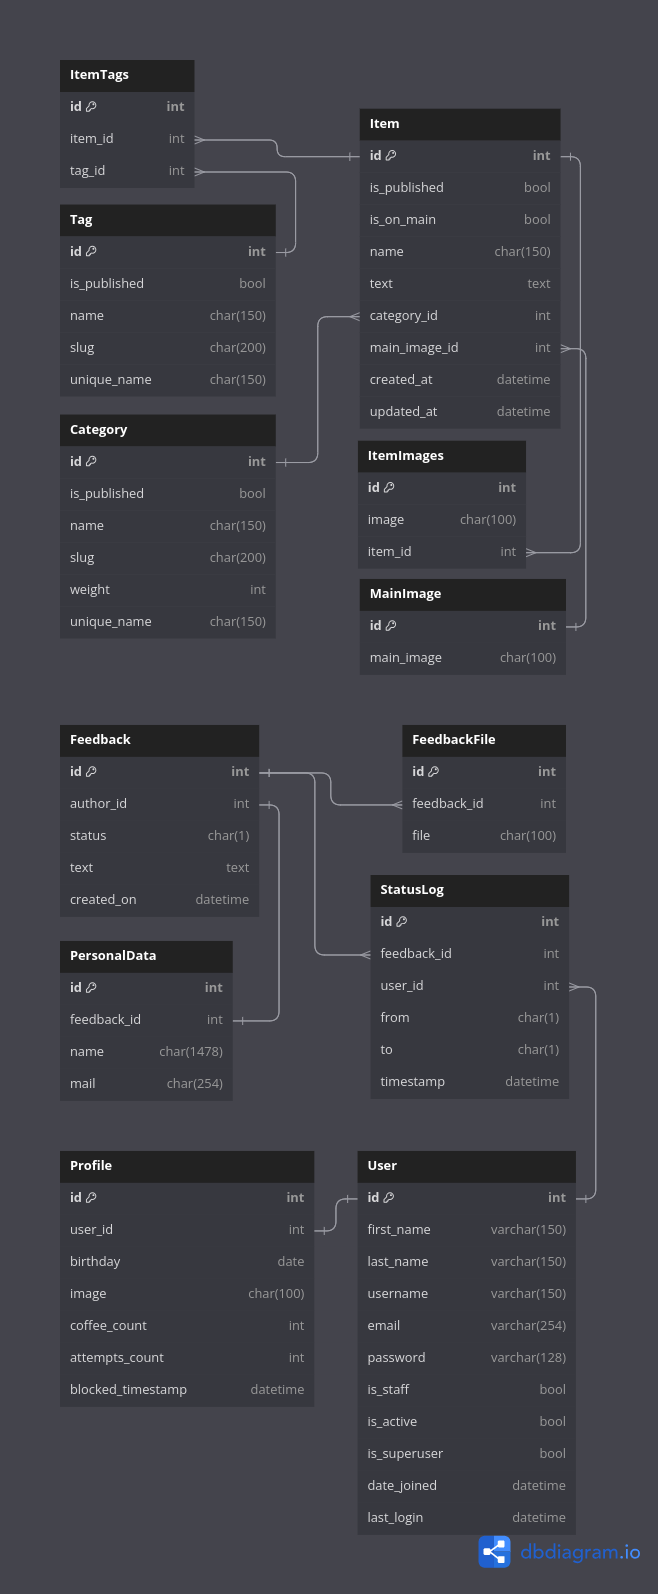 ItemTags
id int
item_id int
tag_id int
Tag
id int
is_published bool
name char(150)
slug char(200)
unique_name char(150)
Category
id int
is_published bool
name char(150)
slug char(200)
weight int
unique_name char(150)
Item
id int
is_published bool
is_on_main bool
name char(150)
text text
category_id int
main_image_id int
created_at datetime
updated_at datetime
ItemImages
id int
image char(100)
item_id int
MainImage
id int
main_image char(100)
Feedback
id int
author_id int
status char(1)
text text
created_on datetime
PersonalData
id int
feedback_id int
name char(1478)
mail char(254)
FeedbackFile
id int
feedback_id int
file char(100)
StatusLog
id int
feedback_id int
user_id int
from char(1)
to char(1)
timestamp datetime
Profile
id int
user_id int
birthday date
image char(100)
coffee_count int
attempts_count int
blocked_timestamp datetime
User
id int
first_name varchar(150)
last_name varchar(150)
username varchar(150)
email varchar(254)
password varchar(128)
is_staff bool
is_active bool
is_superuser bool
date_joined datetime
last_login datetime
dbdiagram.io